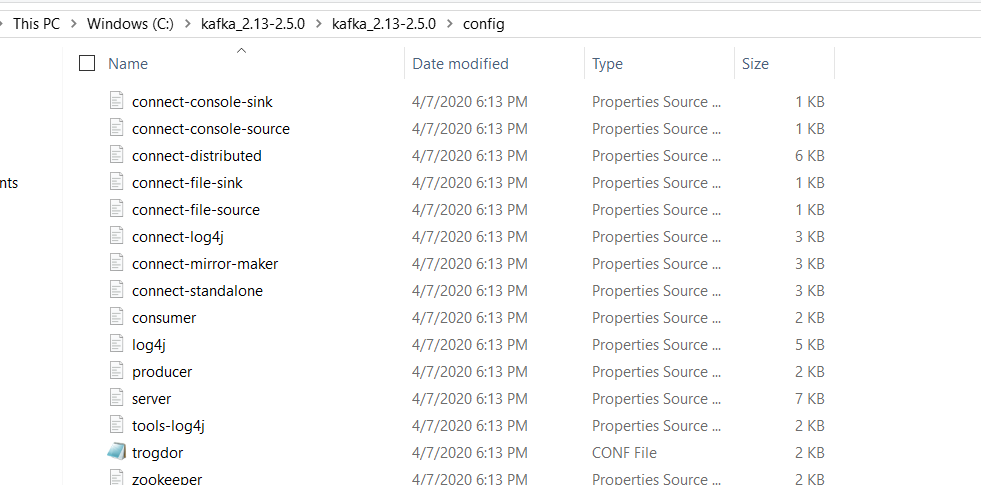 This PC > Windows (C:) > kafka_2.13-2.5.0 > kafka_2.13-2.5.0 > config
Name Date modified Type Size
connect-console-sink 4/7/2020 6:13 PM Properties Source ... 1 KB
connect-console-source 4/7/2020 6:13 PM Properties Source ... 1 KB
connect-distributed 4/7/2020 6:13 PM Properties Source ... 6 KB
nts connect-file-sink 4/7/2020 6:13 PM Properties Source ... 1 KB
connect-file-source 4/7/2020 6:13 PM Properties Source ... 1 KB
connect-log4j 4/7/2020 6:13 PM Properties Source ... 3 KB
connect-mirror-maker 4/7/2020 6:13 PM Properties Source ... 3 KB
connect-standalone 4/7/2020 6:13 PM Properties Source ... 3 KB
consumer 4/7/2020 6:13 PM Properties Source ... 2 KB
log4j 4/7/2020 6:13 PM Properties Source ... 5 KB
producer 4/7/2020 6:13 PM Properties Source ... 2 KB
server 4/7/2020 6:13 PM Properties Source ... 7 KB
tools-log4j 4/7/2020 6:13 PM Properties Source ... 2 KB
trogdor 4/7/2020 6:13 PM CONF File 2 KB
zookeeper 4/7/2020 6:13 PM Properties Source ... 2 KB